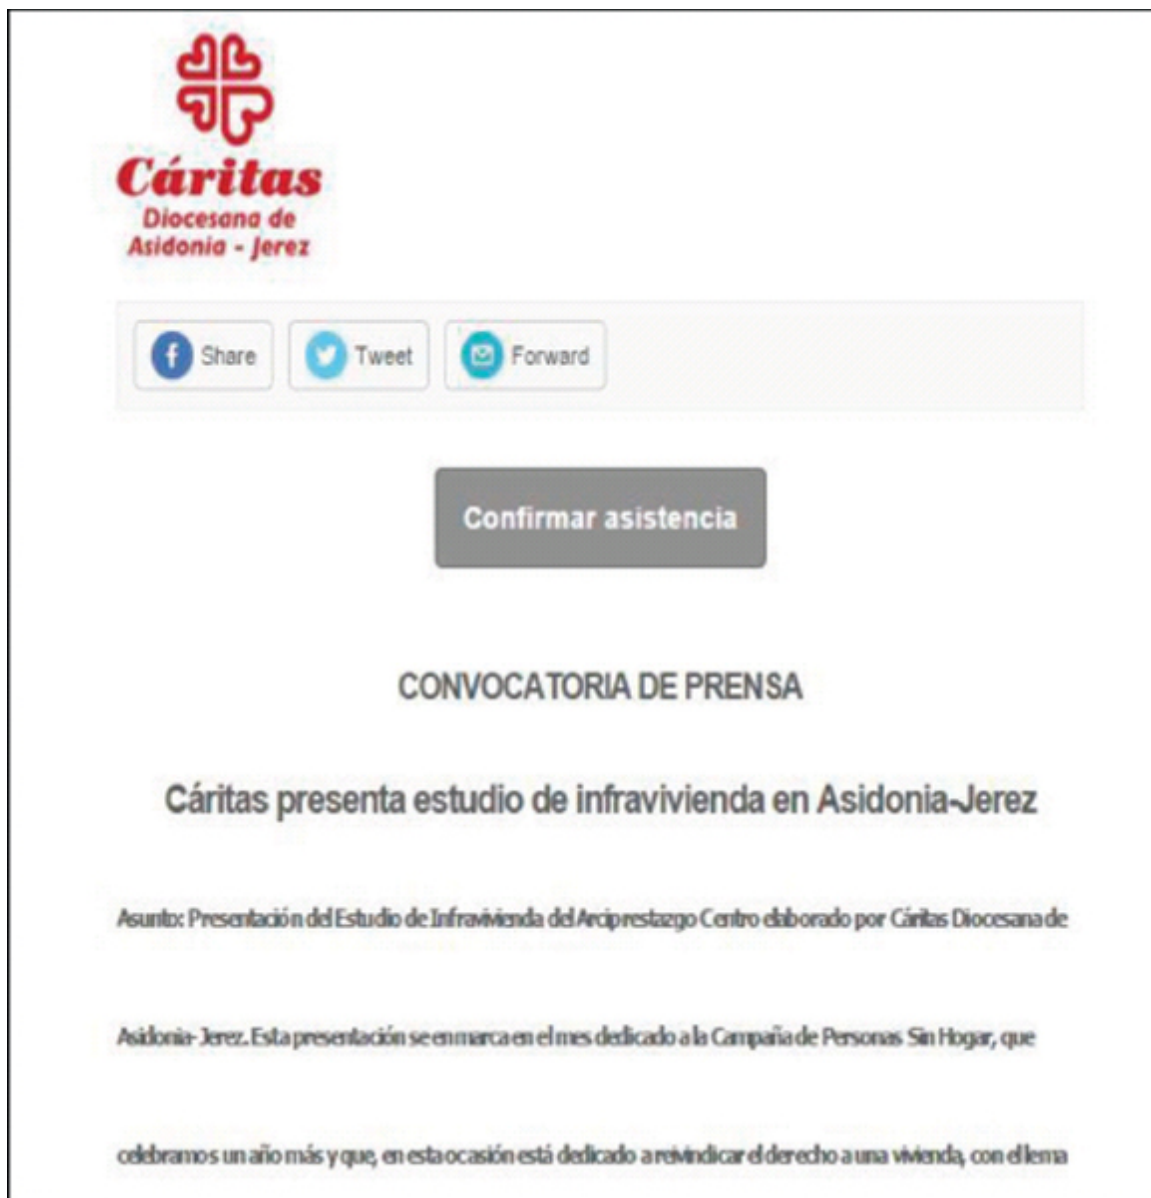 Cáritas
Diocesana de
Asidonia - Jerez
Share Tweet Forward
Confirmar asistencia
CONVOCATORIA DE PRENSA
Cáritas presenta estudio de infravivienda en Asidonia-Jerez
Asunto: Presentación del Estudio de Infravivienda del Arciprestazgo Centro elaborado por Cáritas Diocesana de
Asidonia- Jerez. Esta presentación se enmarca en el mes dedicado a la Campaña de Personas Sin Hogar, que
celebramos un año más y que, en esta ocasión está dedicado a reivindicar el derecho a una vivienda, con el lema